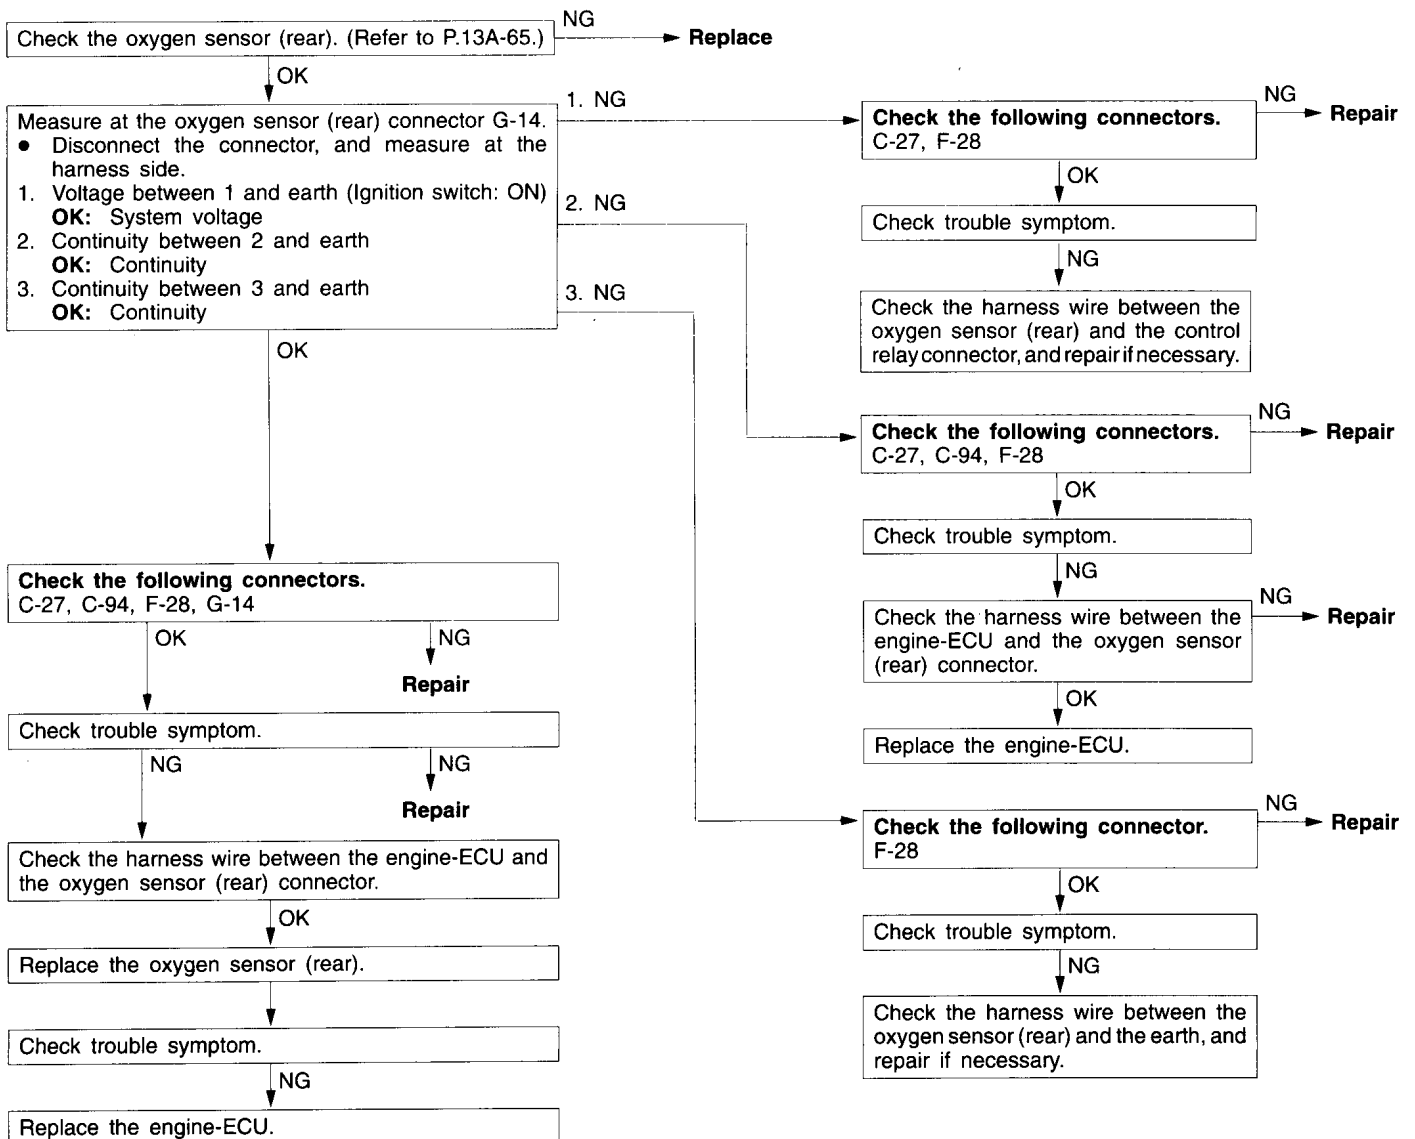 Check the oxygen sensor (rear). (Refer to P.13A-65.)
NG
Replace
OK
Measure at the oxygen sensor (rear) connector G-14.
● Disconnect the connector, and measure at the
harness side.
1. Voltage between 1 and earth (Ignition switch: ON)
OK: System voltage
2. Continuity between 2 and earth
OK: Continuity
3. Continuity between 3 and earth
OK: Continuity
1. NG
2. NG
3. NG
OK
Check the following connectors.
C-27, C-94, F-28, G-14
OK
NG
Repair
Check trouble symptom.
NG
NG
Repair
Check the harness wire between the engine-ECU and
the oxygen sensor (rear) connector.
OK
Replace the oxygen sensor (rear).
Check trouble symptom.
NG
Replace the engine-ECU.
Check the following connectors.
C-27, F-28
NG
Repair
OK
Check trouble symptom.
NG
Check the harness wire between the
oxygen sensor (rear) and the control
relay connector, and repair if necessary.
Check the following connectors.
C-27, C-94, F-28
NG
Repair
OK
Check trouble symptom.
NG
Check the harness wire between the
engine-ECU and the oxygen sensor
(rear) connector.
NG
Repair
OK
Replace the engine-ECU.
Check the following connector.
F-28
NG
Repair
OK
Check trouble symptom.
NG
Check the harness wire between the
oxygen sensor (rear) and the earth, and
repair if necessary.